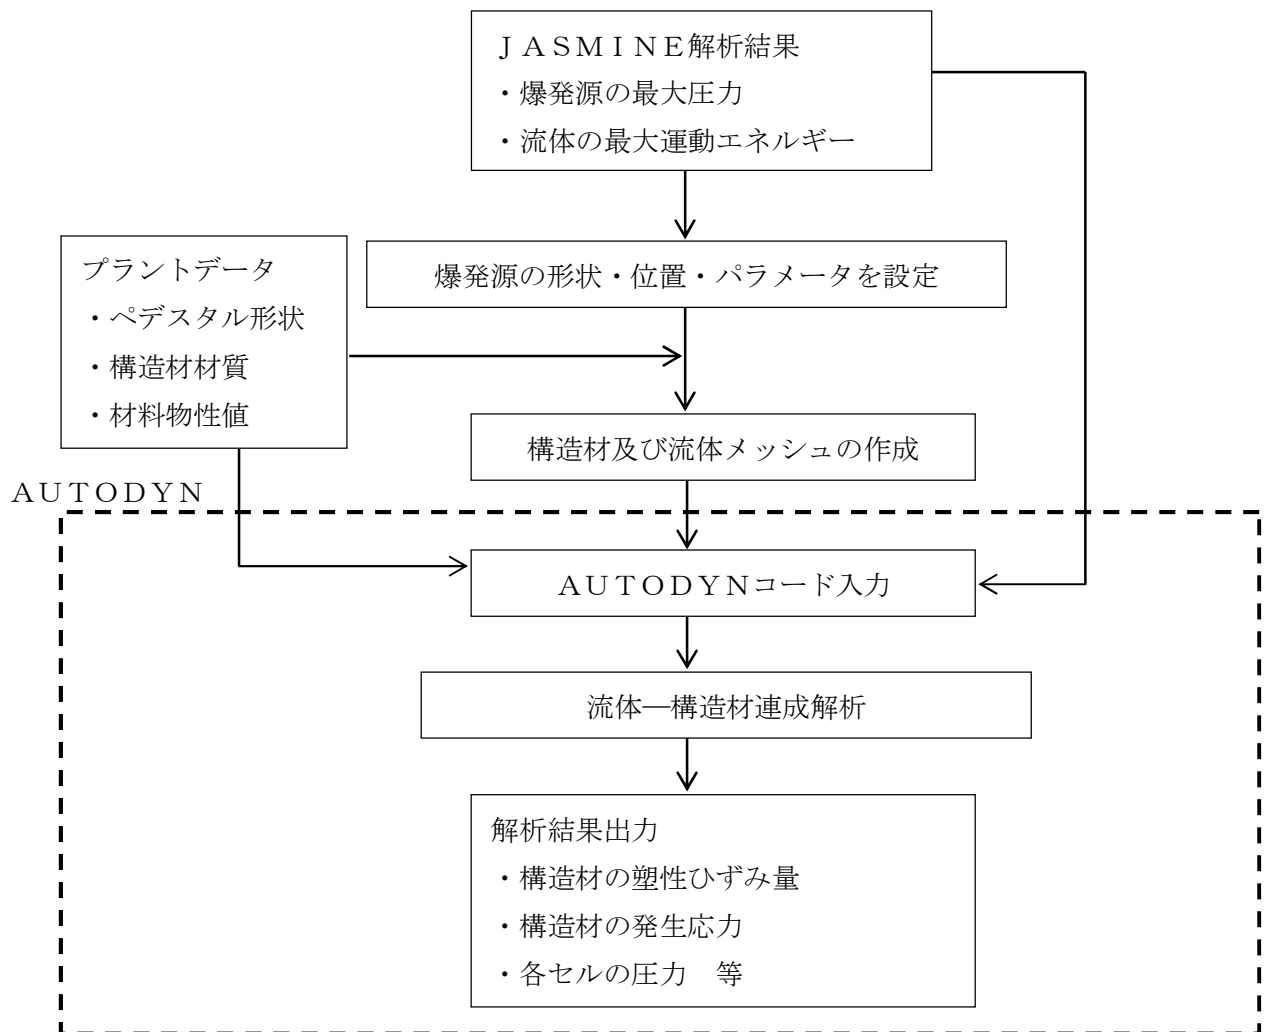 ＪＡＳＭＩＮＥ解析結果
・爆発源の最大圧力
・流体の最大運動エネルギー
爆発源の形状・位置・パラメータを設定
プラントデータ
・ペデスタル形状
・構造材材質
・材料物性値
構造材及び流体メッシュの作成
ＡＵＴＯＤＹＮ
ＡＵＴＯＤＹＮコード入力
流体―構造材連成解析
解析結果出力
・構造材の塑性ひずみ量
・構造材の発生応力
・各セルの圧力　等